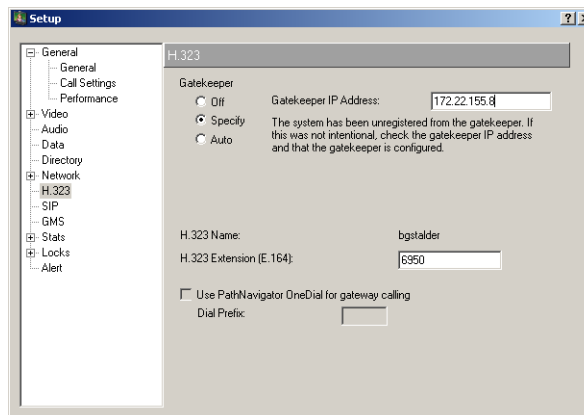 Setup
General
General
Call Settings
Performance
Video
Audio
Data
Directory
Network
H.323
SIP
GMS
Stats
Locks
Alert
H.323
Gatekeeper
Off
Specify
Auto
Gatekeeper IP Address: 172.22.155.8
The system has been unregistered from the gatekeeper. If
this was not intentional, check the gatekeeper IP address
and that the gatekeeper is configured.
H.323 Name: bgstalder
H.323 Extension (E.164): 6950
Use PathNavigator OneDial for gateway calling
Dial Prefix: